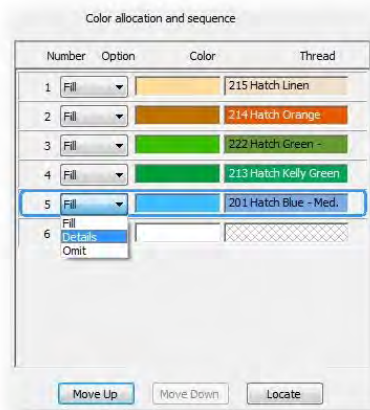 Color allocation and sequence
Number Option Color Thread
1 Fill 215 Hatch Linen
2 Fill 214 Hatch Orange
3 Fill 222 Hatch Green -
4 Fill 213 Hatch Kelly Green
5 Fill 201 Hatch Blue - Med.
Fill
6 Details
Omit
Move Up Move Down Locate